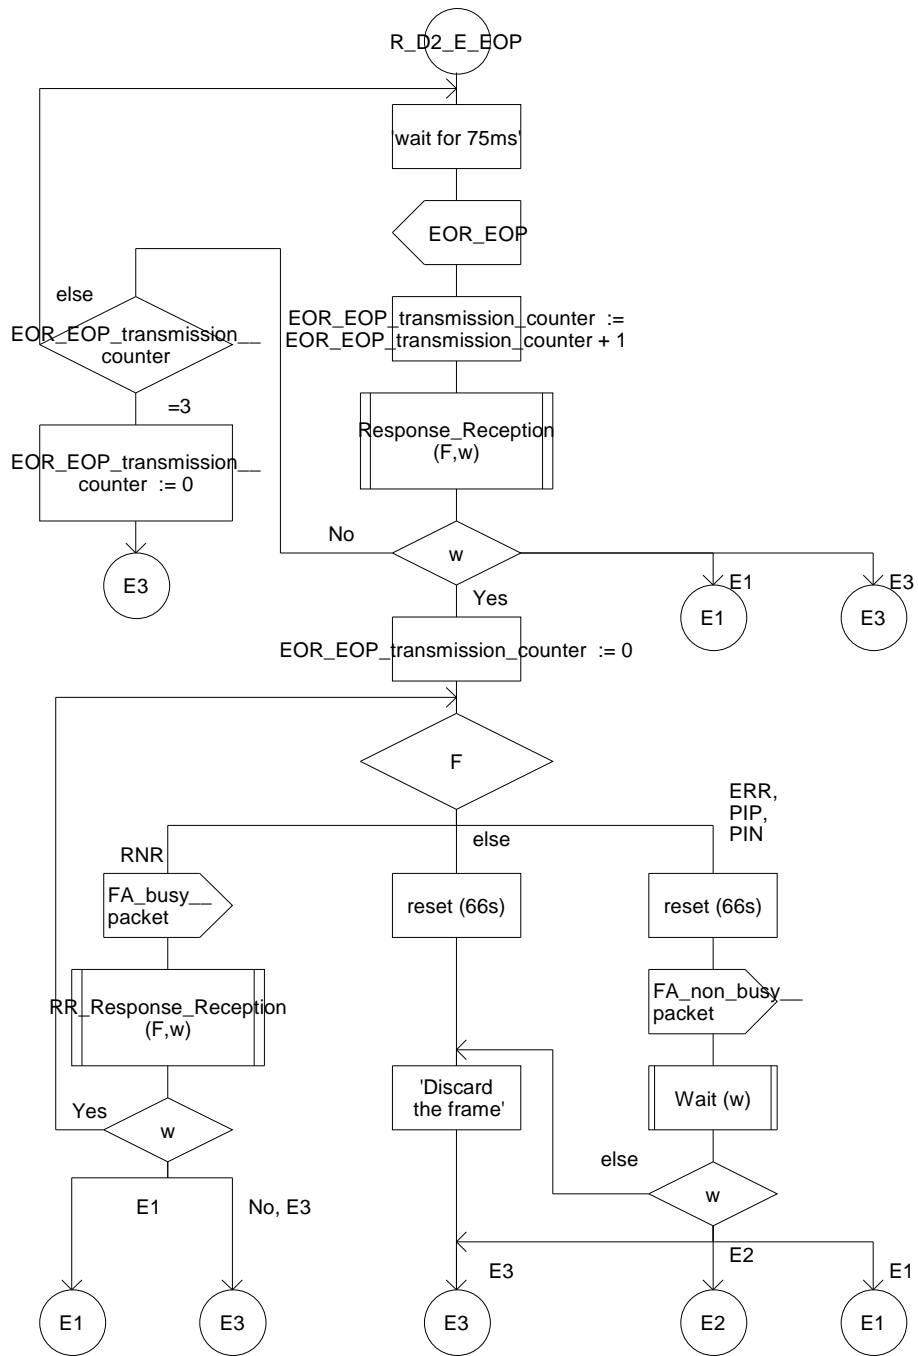 R_D2_E_EOP
'wait for 75ms'
EOR_EOP
else
EOR_EOP_transmission__
counter
EOR_EOP_transmission_counter :=
EOR_EOP_transmission_counter + 1
=3
EOR_EOP_transmission__
counter := 0
Response_Reception
(F,w)
No
w
E3
Yes
E1
E1
E3
E3
EOR_EOP_transmission_counter := 0
F
ERR,
PIP,
PIN
else
RNR
FA_busy__
packet
reset (66s)
reset (66s)
RR_Response_Reception
(F,w)
FA_non_busy__
packet
'Discard
the frame'
Wait (w)
Yes
w
else
w
E1
No, E3
E3
E2
E1
E1
E3
E3
E2
E1